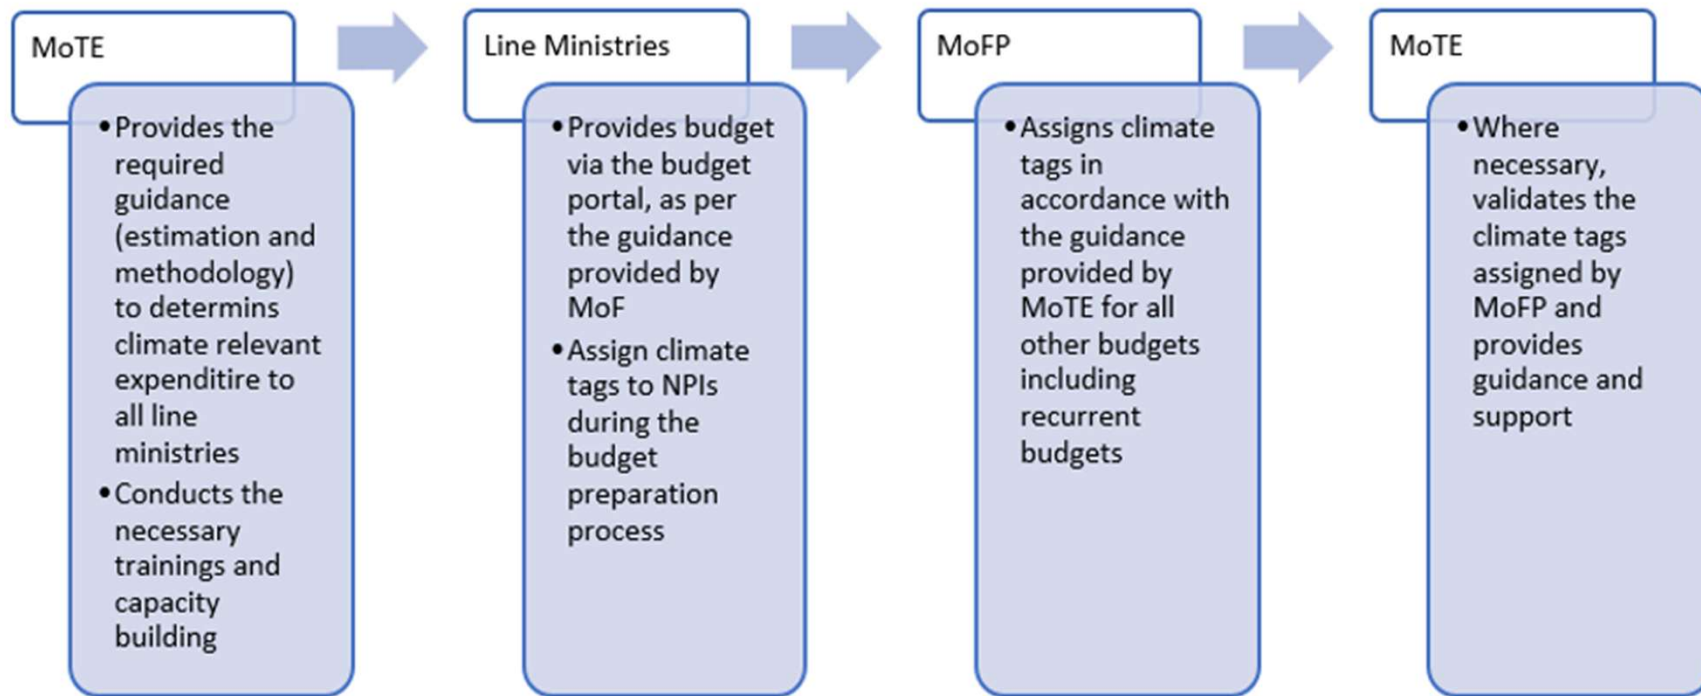 MoTE
• Provides the
required
guidance
(estimation and
methodology)
to determins
climate relevant
expenditire to
all line
ministries
• Conducts the
necessary
trainings and
capacity
building
Line Ministries
• Provides budget
via the budget
portal, as per
the guidance
provided by
MoF
• Assign climate
tags to NPIs
during the
budget
preparation
process
MoFP
• Assigns climate
tags in
accordance with
the guidance
provided by
MoTE for all
other budgets
including
recurrent
budgets
MoTE
• Where
necessary,
validates the
climate tags
assigned by
MoFP and
provides
guidance and
support